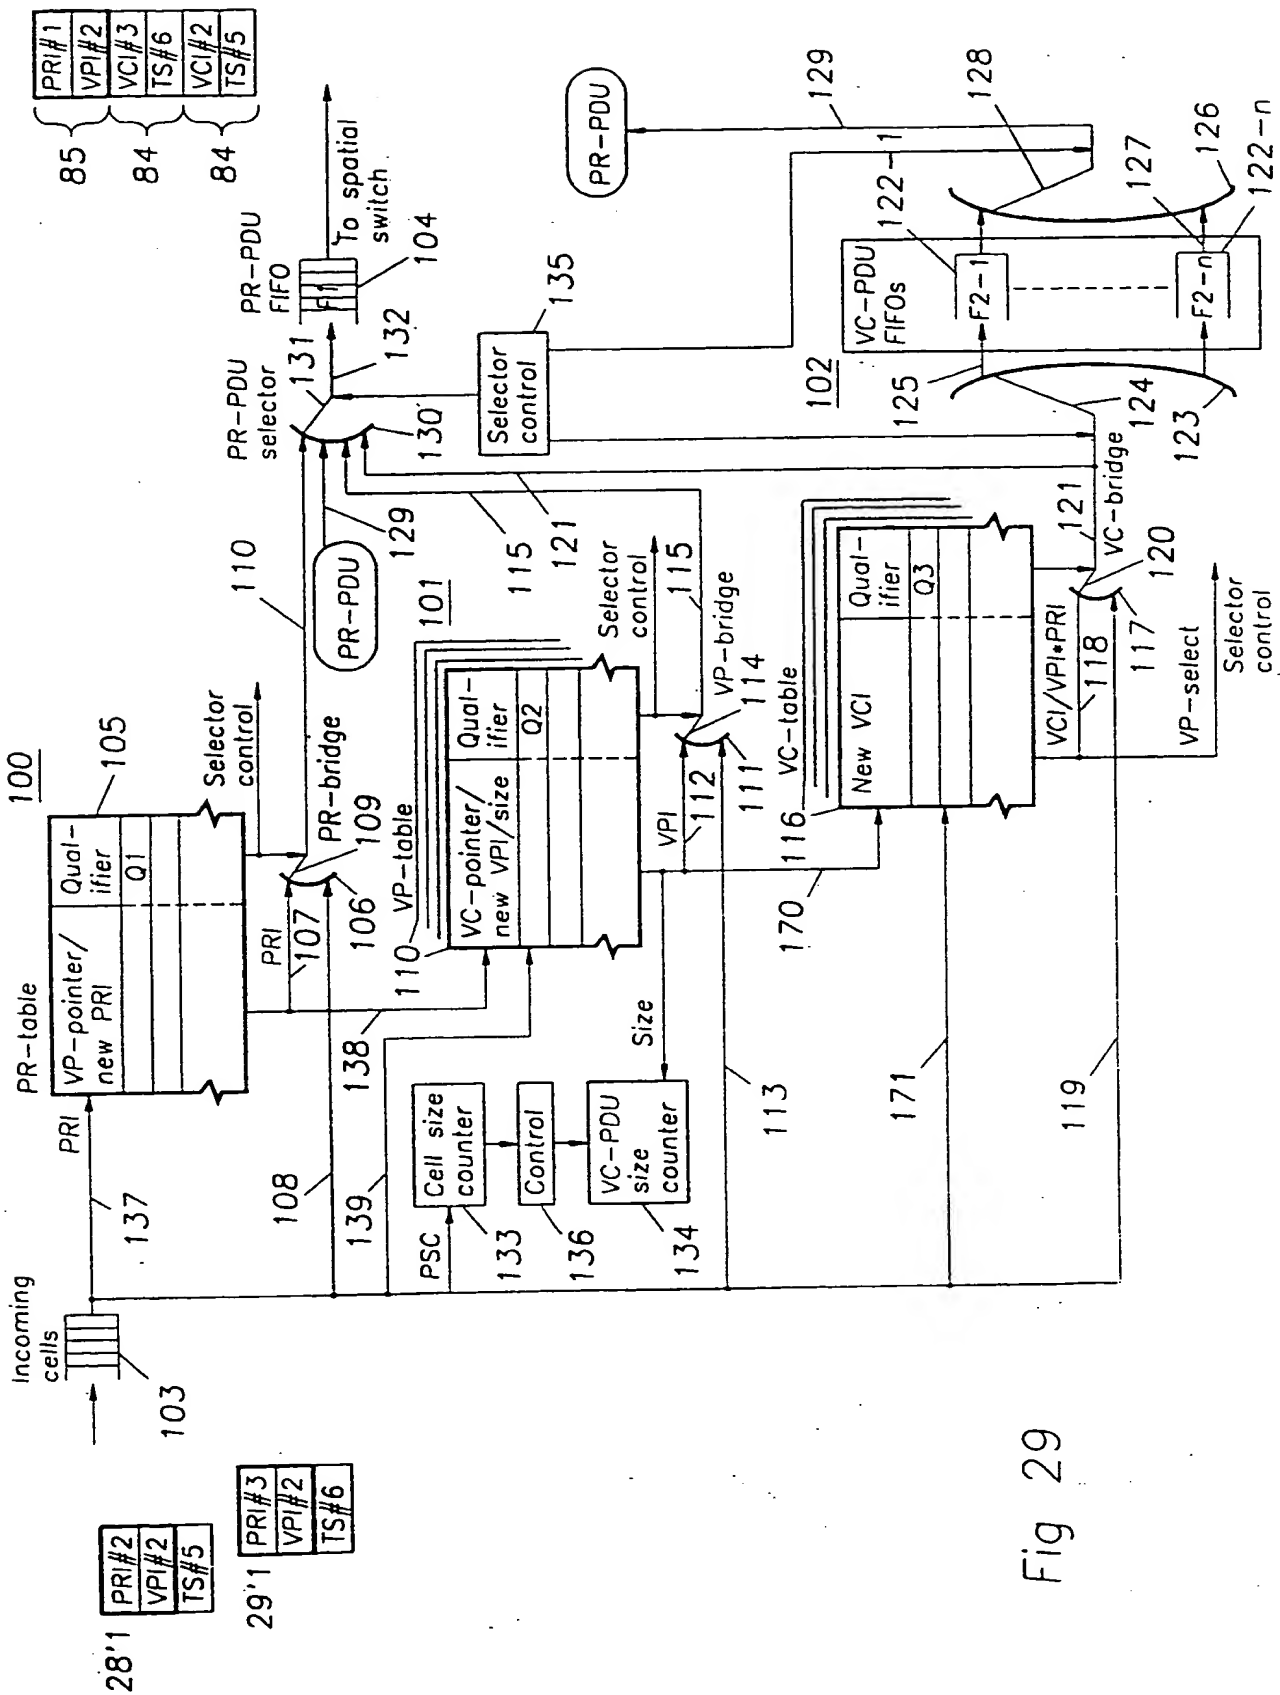 28'1
PRI#2
VPI#2
TS#5
29'1
PRI#3
VPI#2
TS#6
Incoming
cells
103
137
PRI
PR-table
100
VP-pointer/
new PRI
Qual-
ifier
Q1
105
Selector
control
PRI
107
PR-bridge
109
106
108
110
138
139
101
VP-table
110
VC-pointer/
new VPI/size
Qual-
ifier
Q2
Selector
control
115
VPI
112
VP-bridge
114
111
113
PSC
Cell size
counter
133
Control
136
VC-PDU
size
counter
134
Size
170
171
119
VC-table
116
New VCI
Qual-
ifier
Q3
VCI/VPI*PRI
118
VP-select
Selector
control
117
120
121
VC-bridge
PR-PDU
129
115
121
PR-PDU
selector
131
130
132
PR-PDU
FIFO
F1
104
To spatial
switch
Selector
control
135
102
VC-PDU
FIFOs
F2-1
F2-n
125
124
123
122-1
122-n
126
127
128
129
PR-PDU
85
84
84
PRI#1
VPI#2
VCI#3
TS#6
VCI#2
TS#5
Fig 29